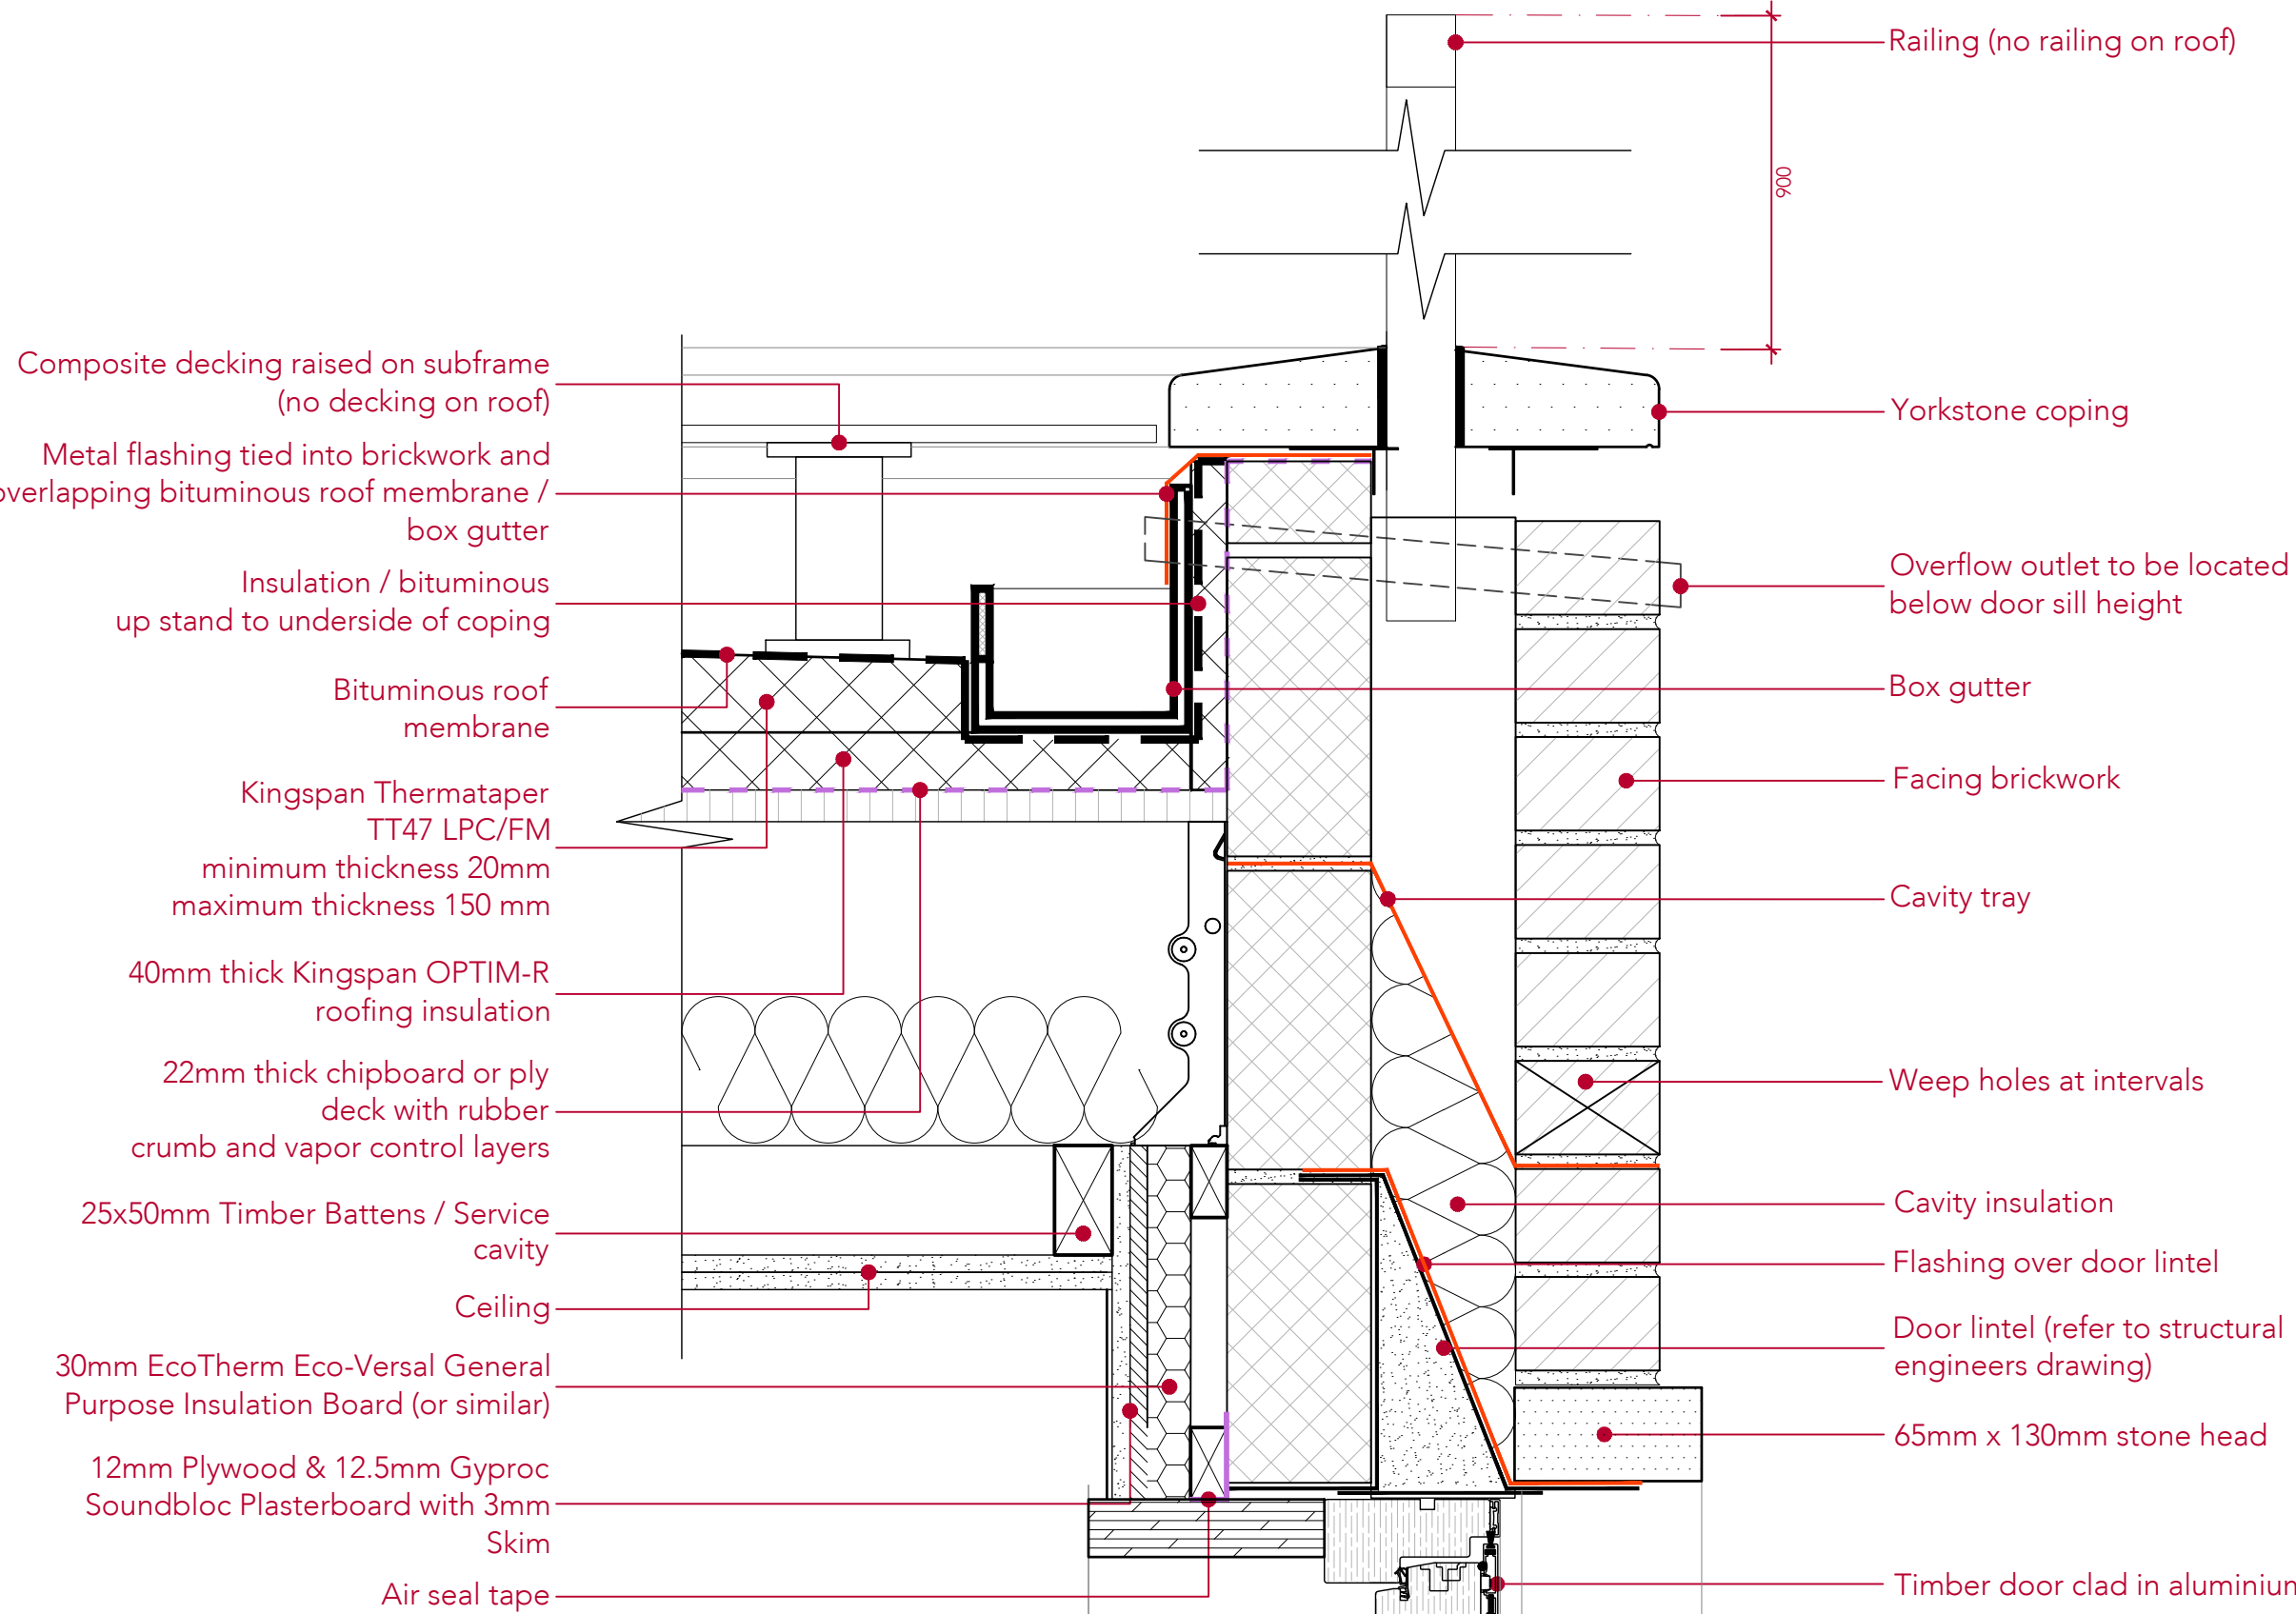 Railing (no railing on roof)
900
Composite decking raised on subframe
(no decking on roof)
Metal flashing tied into brickwork and
overlapping bituminous roof membrane /
box gutter
Insulation / bituminous
up stand to underside of coping
Bituminous roof
membrane
Kingspan Thermataper
TT47 LPC/FM
minimum thickness 20mm
maximum thickness 150 mm
40mm thick Kingspan OPTIM-R
roofing insulation
22mm thick chipboard or ply
deck with rubber
crumb and vapor control layers
25x50mm Timber Battens / Service
cavity
Ceiling
30mm EcoTherm Eco-Versal General
Purpose Insulation Board (or similar)
12mm Plywood & 12.5mm Gyproc
Soundbloc Plasterboard with 3mm
Skim
Air seal tape
Yorkstone coping
Overflow outlet to be located
below door sill height
Box gutter
Facing brickwork
Cavity tray
Weep holes at intervals
Cavity insulation
Flashing over door lintel
Door lintel (refer to structural
engineers drawing)
65mm x 130mm stone head
Timber door clad in aluminium